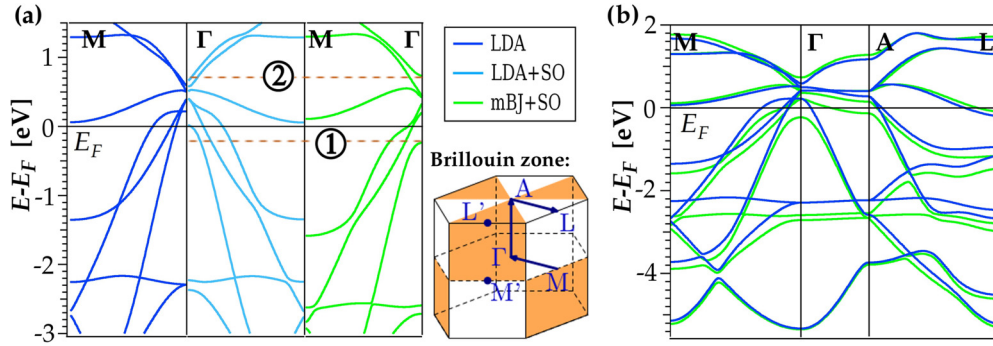 (a)
M Γ M Γ
1
0
-1
-2
-3
E-E_F [eV]
E_F
②
①
LDA
LDA+SO
mBJ+SO
Brillouin zone:
A
L'
L
Γ
M
M'
(b)
2
0
-2
-4
E-E_F [eV]
M Γ A L
E_F